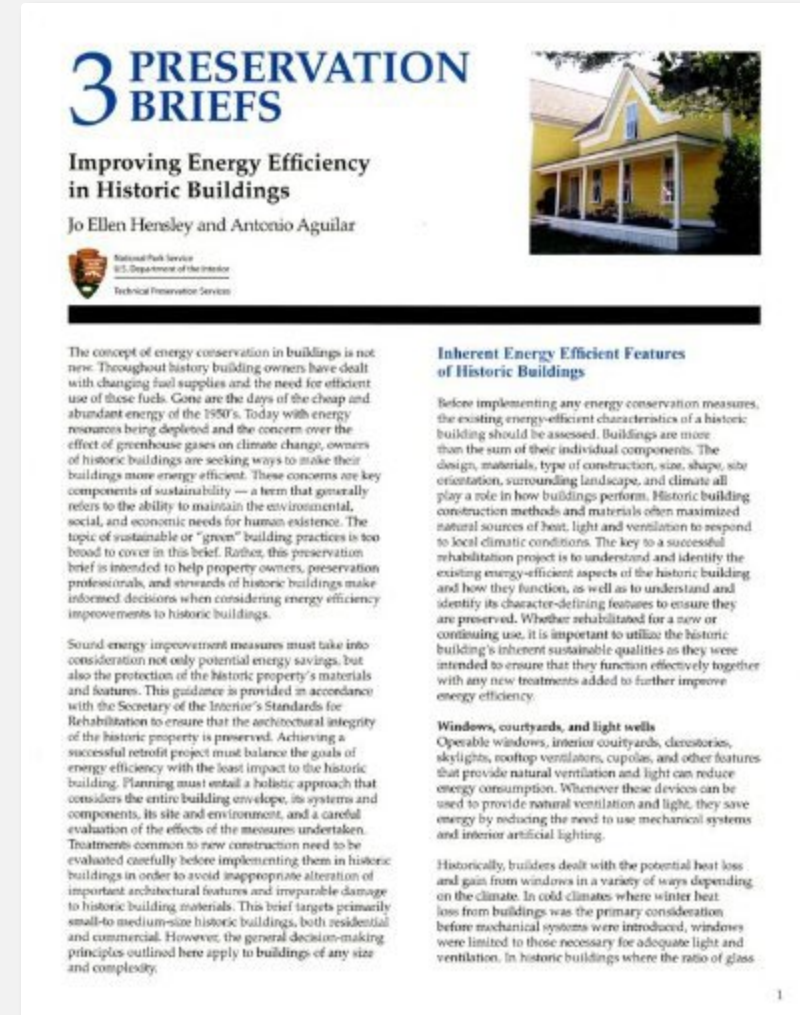 3 PRESERVATION
BRIEFS
Improving Energy Efficiency
in Historic Buildings
Jo Ellen Hensley and Antonio Aguilar
National Park Service
U.S. Department of the Interior
Technical Preservation Services
The concept of energy conservation in buildings is not
new. Throughout history building owners have dealt
with changing fuel supplies and the need for efficient
use of these fuels. Gone are the days of the cheap and
abundant energy of the 1950's. Today with energy
resources being depleted and the concern over the
effect of greenhouse gases on climate change, owners
of historic buildings are seeking ways to make their
buildings more energy efficient. These concerns are key
components of sustainability — a term that generally
refers to the ability to maintain the environmental,
social, and economic needs for human existence. The
topic of sustainable or "green" building practices is too
broad to cover in this brief. Rather, this preservation
brief is intended to help property owners, preservation
professionals, and stewards of historic buildings make
informed decisions when considering energy efficiency
improvements to historic buildings.
Sound energy improvement measures must take into
consideration not only potential energy savings, but
also the protection of the historic property's materials
and features. This guidance is provided in accordance
with the Secretary of the Interior's Standards for
Rehabilitation to ensure that the architectural integrity
of the historic property is preserved. Achieving a
successful retrofit project must balance the goals of
energy efficiency with the least impact to the historic
building. Planning must entail a holistic approach that
considers the entire building envelope, its systems and
components, its site and environment, and a careful
evaluation of the effects of the measures undertaken.
Treatments common to new construction need to be
evaluated carefully before implementing them in historic
buildings in order to avoid inappropriate alteration of
important architectural features and irreparable damage
to historic building materials. This brief targets primarily
small-to medium-size historic buildings, both residential
and commercial. However, the general decision-making
principles outlined here apply to buildings of any size
and complexity.
Inherent Energy Efficient Features
of Historic Buildings
Before implementing any energy conservation measures,
the existing energy-efficient characteristics of a historic
building should be assessed. Buildings are more
than the sum of their individual components. The
design, materials, type of construction, size, shape, site
orientation, surrounding landscape, and climate all
play a role in how buildings perform. Historic building
construction methods and materials often maximized
natural sources of heat, light and ventilation to respond
to local climatic conditions. The key to a successful
rehabilitation project is to understand and identify the
existing energy-efficient aspects of the historic building
and how they function, as well as to understand and
identify its character-defining features to ensure they
are preserved. Whether rehabilitated for a new or
continuing use, it is important to utilize the historic
building's inherent sustainable qualities as they were
intended to ensure that they function effectively together
with any new treatments added to further improve
energy efficiency.
Windows, courtyards, and light wells
Operable windows, interior courtyards, clerestories,
skylights, rooftop ventilators, cupolas, and other features
that provide natural ventilation and light can reduce
energy consumption. Whenever these devices can be
used to provide natural ventilation and light, they save
energy by reducing the need to use mechanical systems
and interior artificial lighting.
Historically, builders dealt with the potential heat loss
and gain from windows in a variety of ways depending
on the climate. In cold climates where winter heat
loss from buildings was the primary consideration
before mechanical systems were introduced, windows
were limited to those necessary for adequate light and
ventilation. In historic buildings where the ratio of glass
1